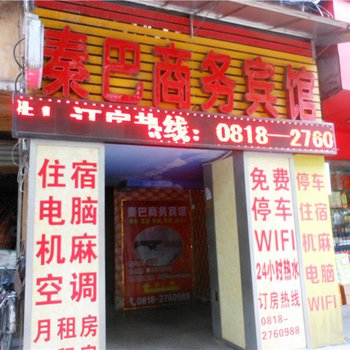 秦巴商务宾馆
订房热线：0818—2760
住宿
电脑
机麻
空调
月租房
秦巴商务宾馆
0818-2760988
免费
停车
WIFI
24小时热水
订房热线
0818-
2760988
停车
住宿
机麻
电脑
WIFI